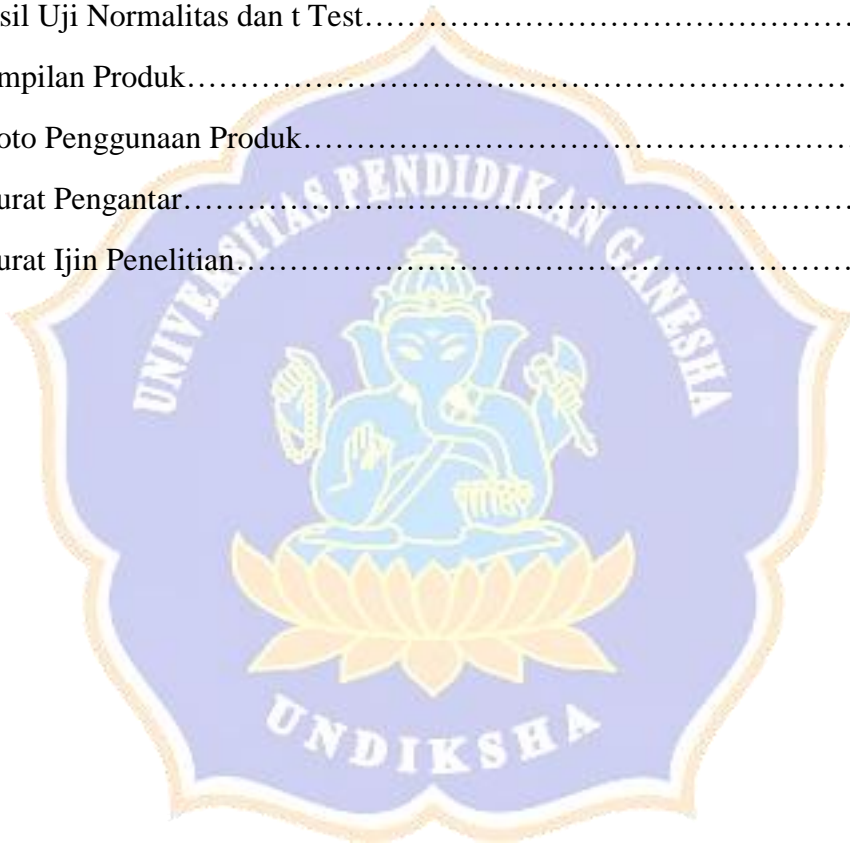 sil Uji Normalitas dan t Test……………………………………………….
mpilan Produk…………………………………………………………………
oto Penggunaan Produk……………………………………………………
urat Pengantar…………………………………………………………………
urat Ijin Penelitian……………………………………………………………
UNIVERSITAS PENDIDIKAN GANESHA
UNDIKSHA